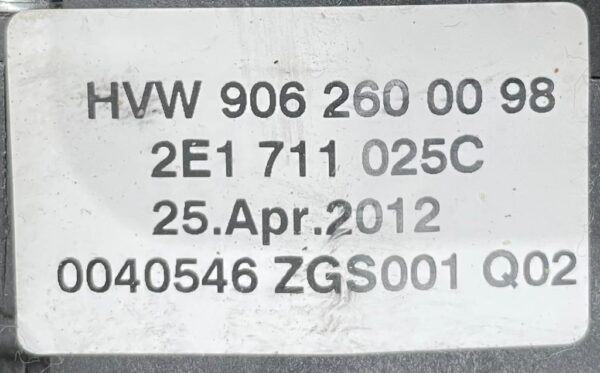 HVW 906 260 00 98
2E1 711 025C
25.Apr.2012
0040546 ZGS001 Q02